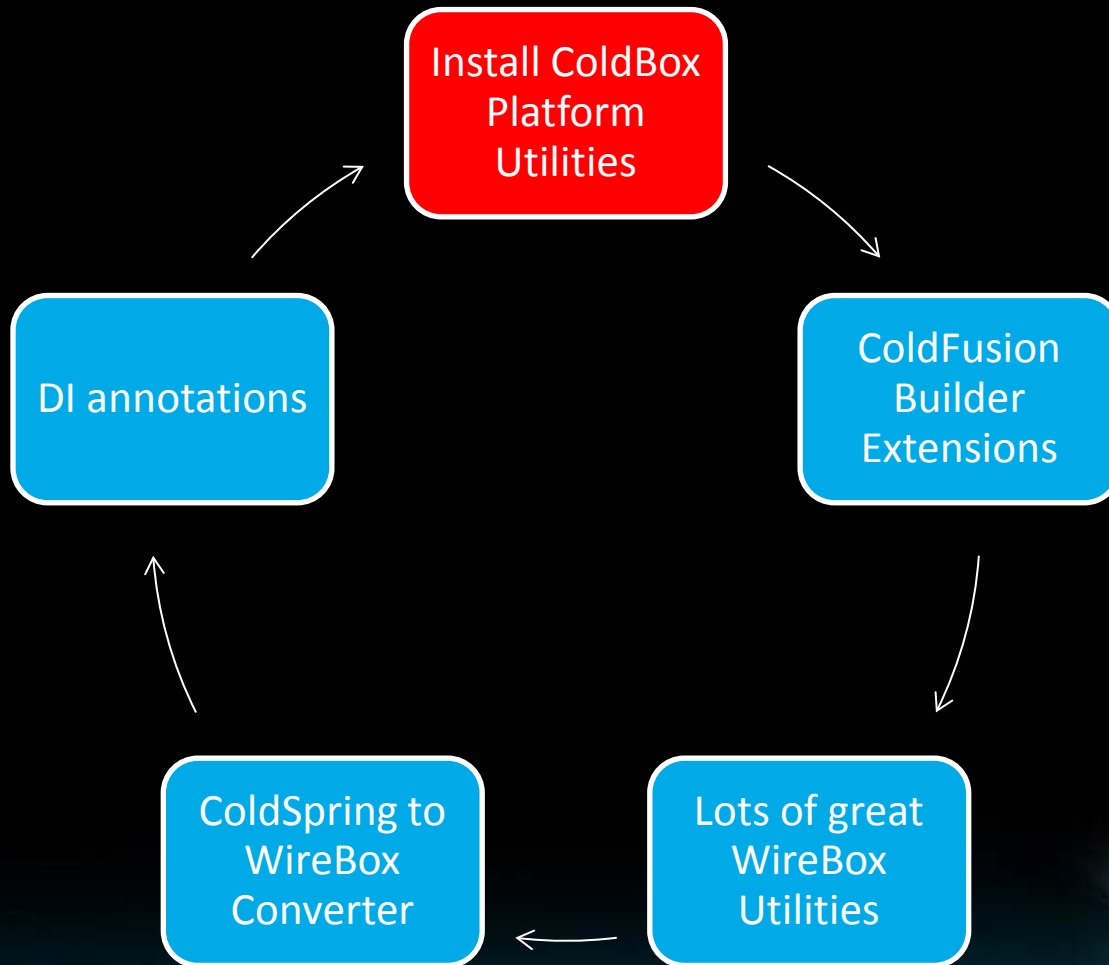 Install ColdBox
Platform
Utilities
ColdFusion
Builder
Extensions
Lots of great
WireBox
Utilities
ColdSpring to
WireBox
Converter
DI annotations